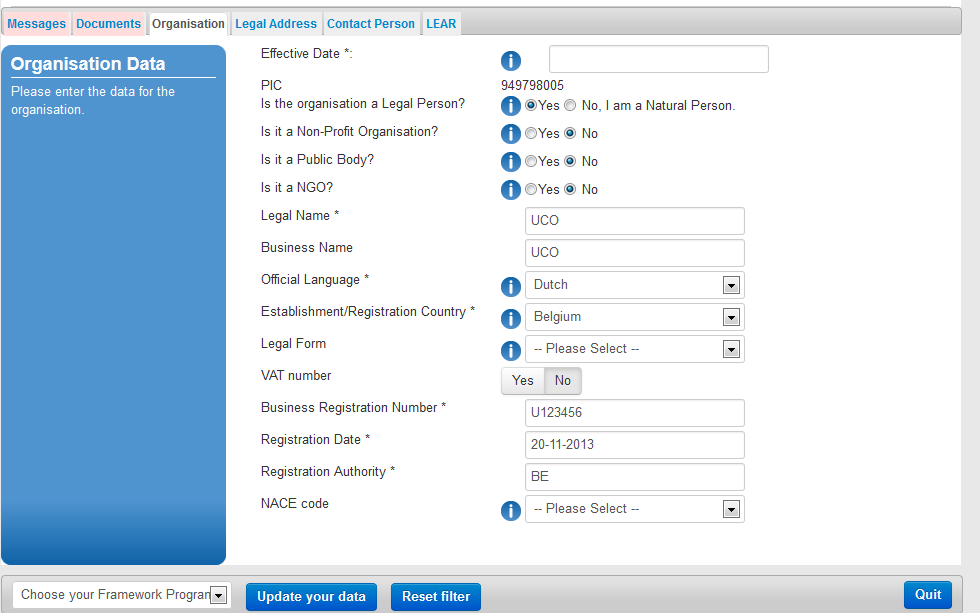 Messages Documents Organisation Legal Address Contact Person LEAR
Organisation Data
Please enter the data for the
organisation.
Effective Date *:
PIC 949798005
Is the organisation a Legal Person? Yes No, I am a Natural Person.
Is it a Non-Profit Organisation? Yes No
Is it a Public Body? Yes No
Is it a NGO? Yes No
Legal Name * UCO
Business Name UCO
Official Language * Dutch
Establishment/Registration Country * Belgium
Legal Form -- Please Select --
VAT number Yes No
Business Registration Number * U123456
Registration Date * 20-11-2013
Registration Authority * BE
NACE code -- Please Select --
Choose your Framework Progran Update your data Reset filter Quit